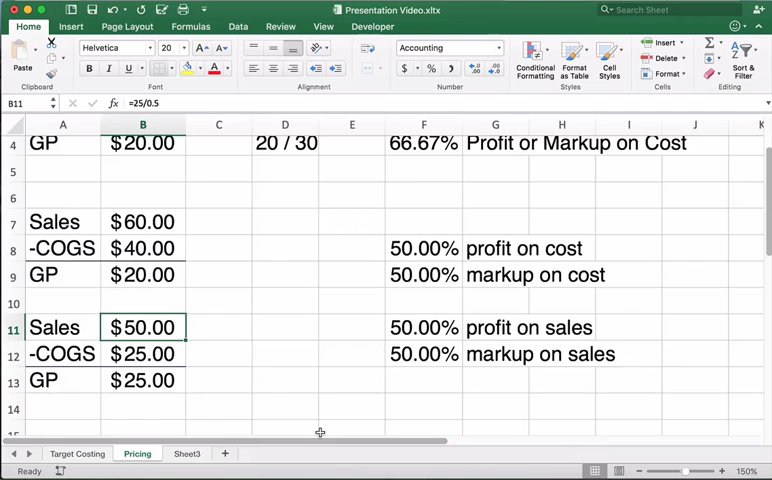 Presentation Video.xltx
Search Sheet
Home Insert Page Layout Formulas Data Review View Developer
Paste Helvetica 20 A A Accounting Conditional Formatting Format as Table Cell Styles Insert Delete Format Sort & Filter
B I U A $ % ,
Clipboard Font Alignment Number Styles Cells Editing
B11 fx =25/0.5
A B C D E F G H I J K
4 GP $20.00 20 / 30 66.67% Profit or Markup on Cost
5
6
7 Sales $60.00
8 -COGS $40.00 50.00% profit on cost
9 GP $20.00 50.00% markup on cost
10
11 Sales $50.00 50.00% profit on sales
12 -COGS $25.00 50.00% markup on sales
13 GP $25.00
14
Target Costing Pricing Sheet3 +
Ready 150%